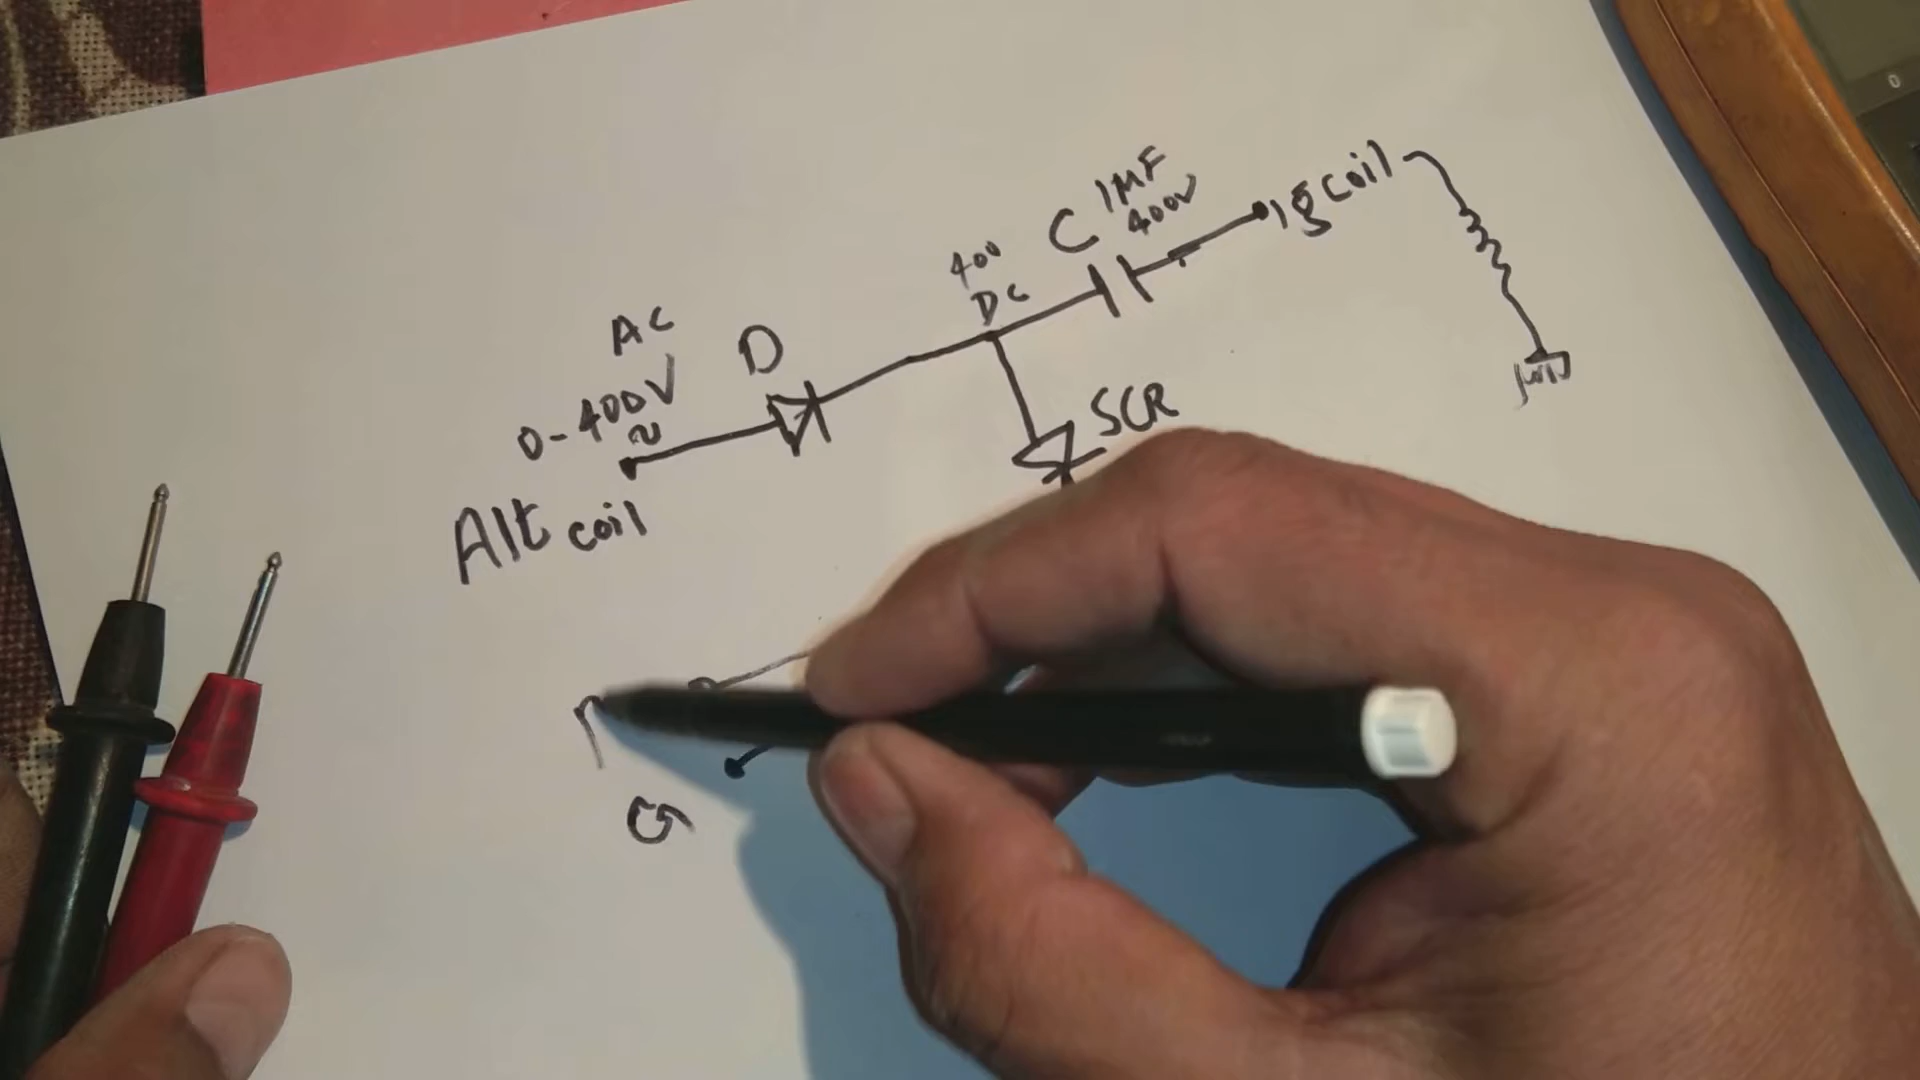 AC
0-400V
~
Alt coil
D
400
DC
C
1MF
400V
Ig coil
SCR
G